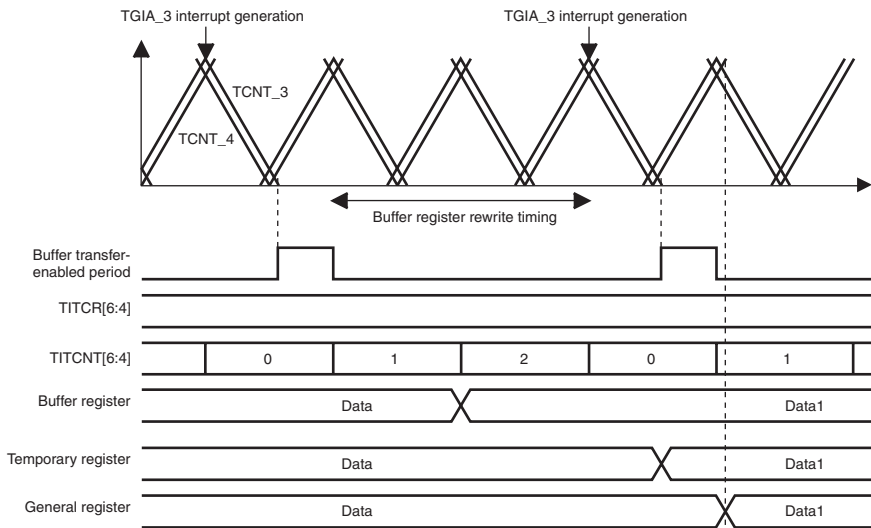 TGIA_3 interrupt generation
TGIA_3 interrupt generation
TCNT_3
TCNT_4
Buffer register rewrite timing
Buffer transfer-
enabled period
TITCR[6:4]
TITCNT[6:4]
0
1
2
0
1
Buffer register
Data
Data1
Temporary register
Data
Data1
General register
Data
Data1